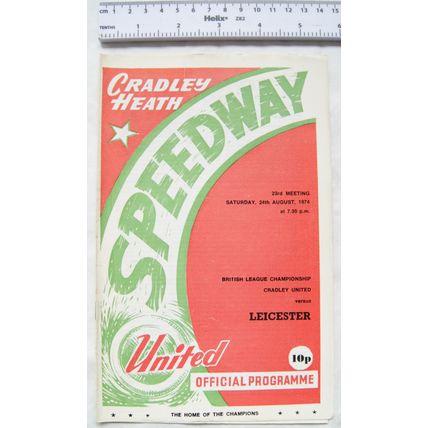 cm 1 2 3 4 5 6 7 8 9 10 11 12 13 14 15
TENTHS 1 2 3 4 5 6
Helix ZB2
CRADLEY
HEATH
SPEEDWAY
23rd MEETING
SATURDAY, 24th AUGUST, 1974
at 7.30 p.m.
BRITISH LEAGUE CHAMPIONSHIP
CRADLEY UNITED
versus
LEICESTER
United
10p
OFFICIAL PROGRAMME
THE HOME OF THE CHAMPIONS